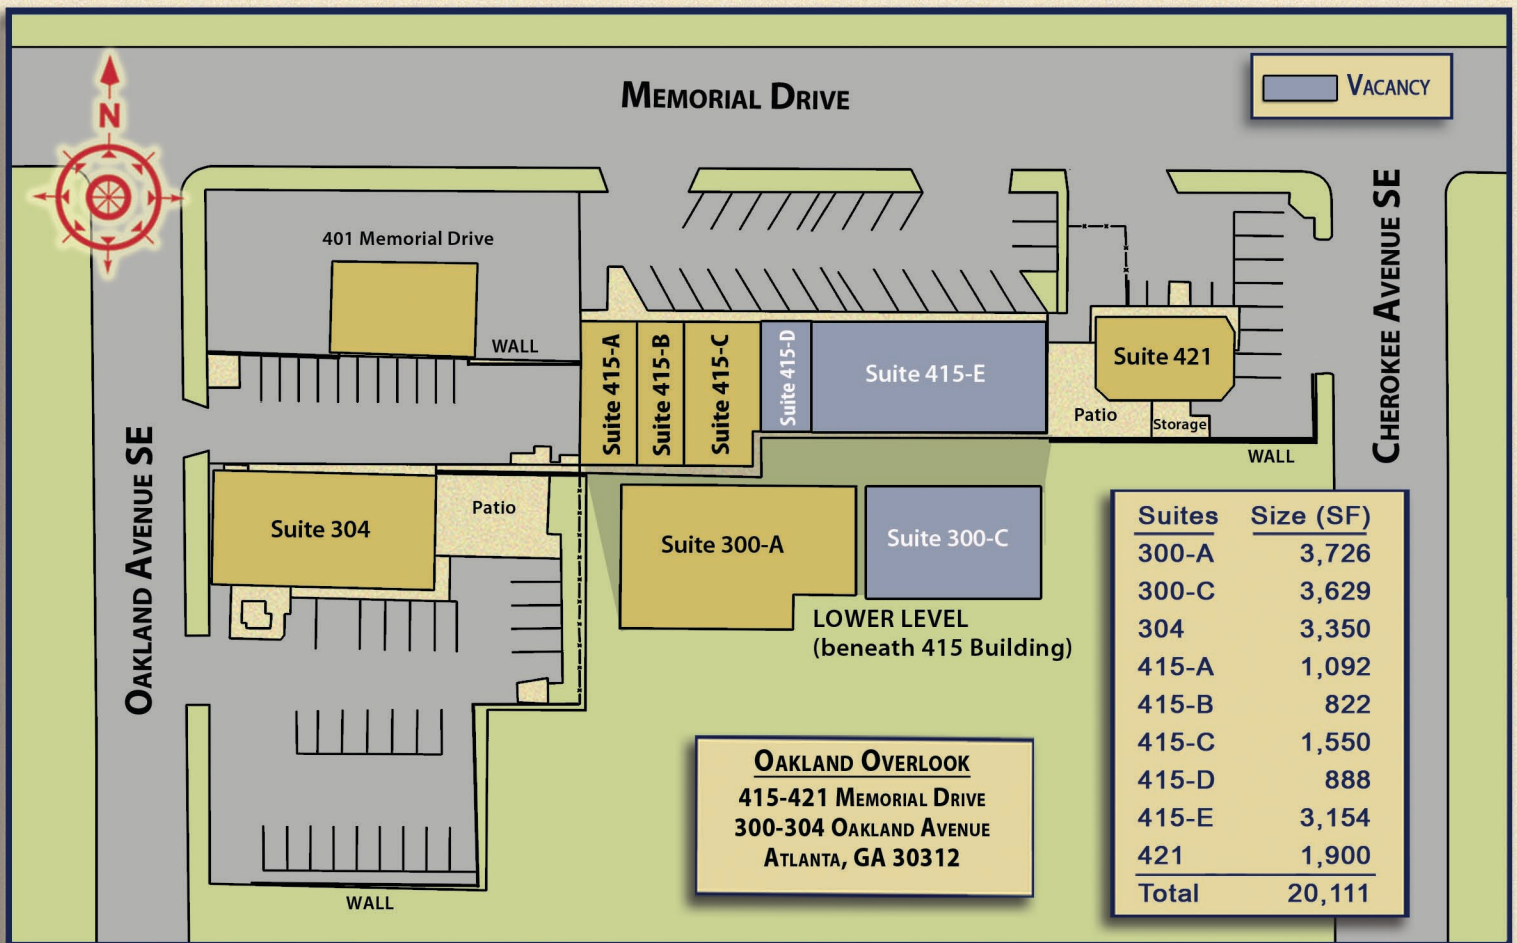 MEMORIAL DRIVE
VACANCY
N
401 Memorial Drive
WALL
Suite 415-A
Suite 415-B
Suite 415-C
Suite 415-D
Suite 415-E
Suite 421
Patio
Storage
WALL
CHEROKEE AVENUE SE
OAKLAND AVENUE SE
Suite 304
Patio
Suite 300-A
Suite 300-C
LOWER LEVEL
(beneath 415 Building)
Suites Size (SF)
300-A 3,726
300-C 3,629
304 3,350
415-A 1,092
415-B 822
415-C 1,550
415-D 888
415-E 3,154
421 1,900
Total 20,111
OAKLAND OVERLOOK
415-421 MEMORIAL DRIVE
300-304 OAKLAND AVENUE
ATLANTA, GA 30312
WALL